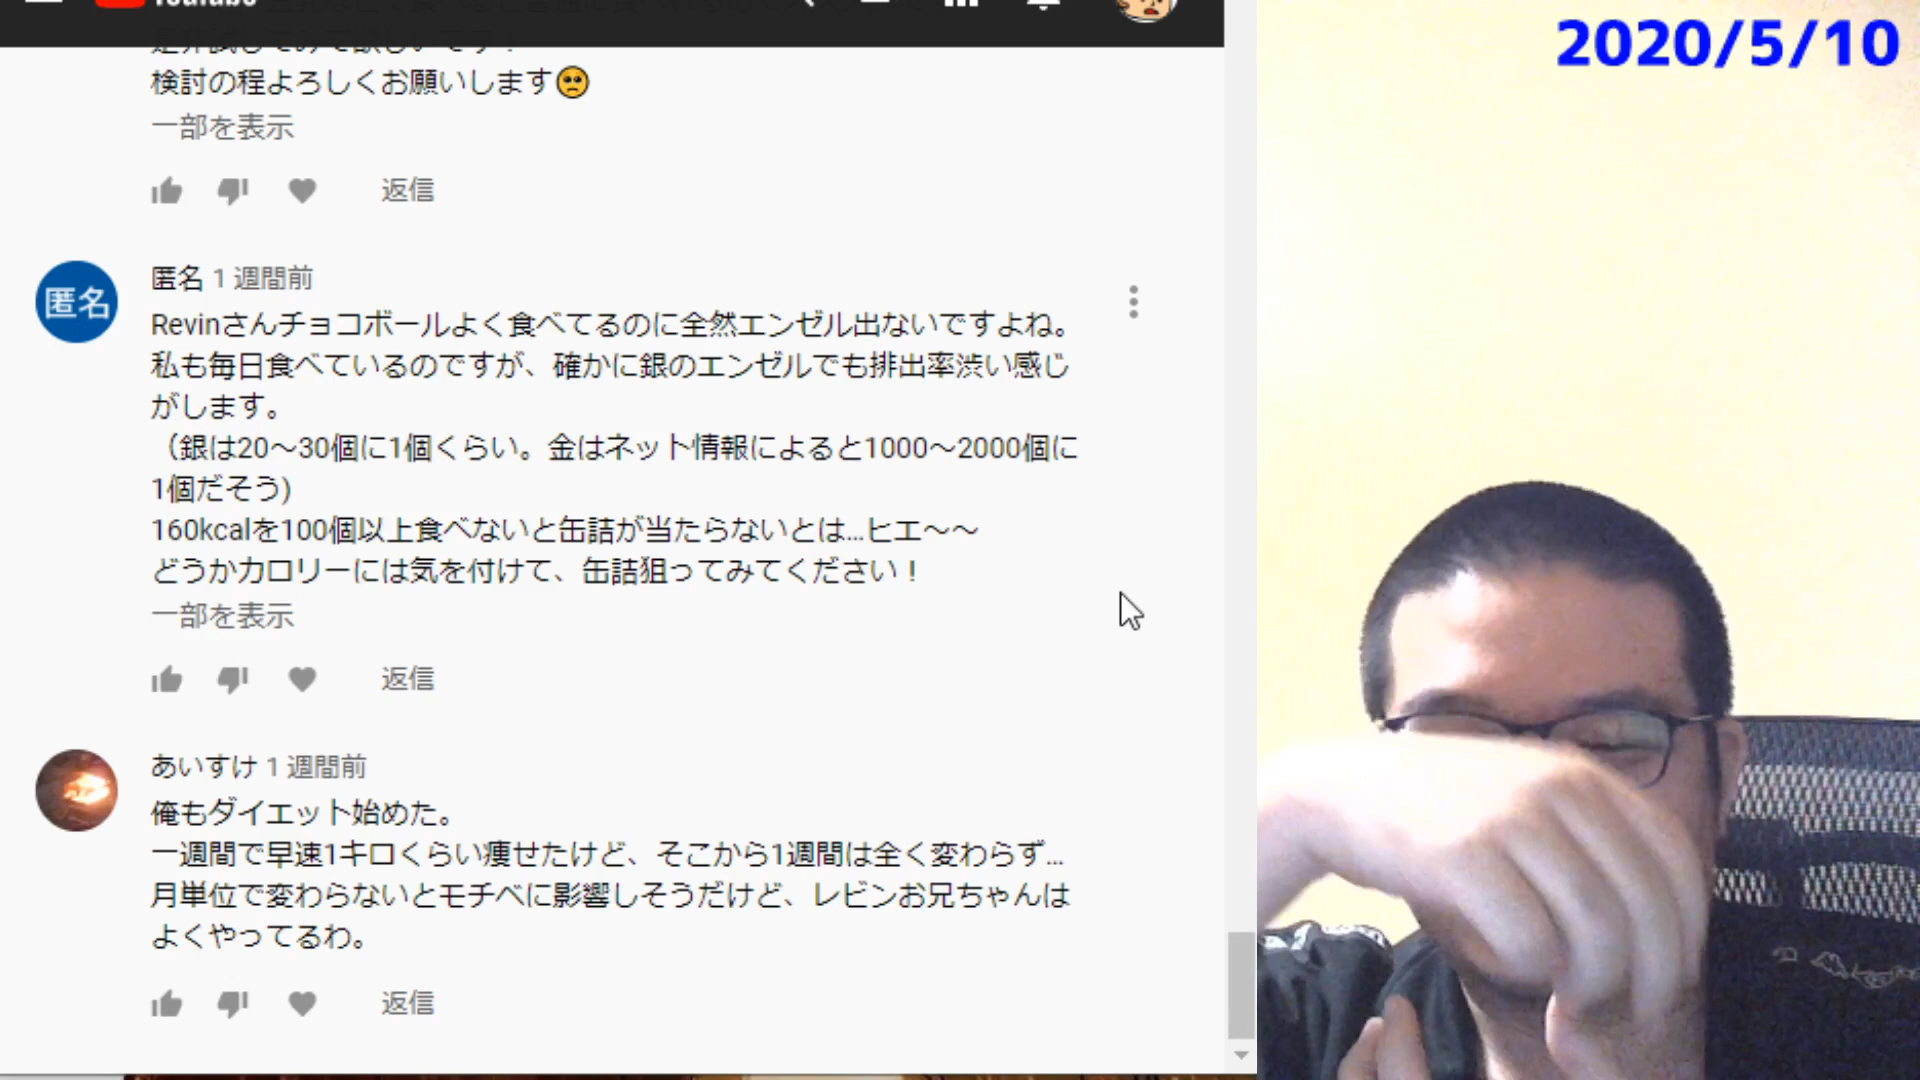 YouTube
2020/5/10
是非試してみて欲しいです！
検討の程よろしくお願いします🥺
一部を表示
返信
匿名
匿名 1 週間前
Revinさんチョコボールよく食べてるのに全然エンゼル出ないですよね。
私も毎日食べているのですが、確かに銀のエンゼルでも排出率渋い感じ
がします。
（銀は20〜30個に1個くらい。金はネット情報によると1000〜2000個に
1個だそう)
160kcalを100個以上食べないと缶詰が当たらないとは...ヒエ〜〜
どうかカロリーには気を付けて、缶詰狙ってみてください！
一部を表示
返信
あいすけ 1 週間前
俺もダイエット始めた。
一週間で早速1キロくらい痩せたけど、そこから1週間は全く変わらず...
月単位で変わらないとモチベに影響しそうだけど、レビンお兄ちゃんは
よくやってるわ。
返信